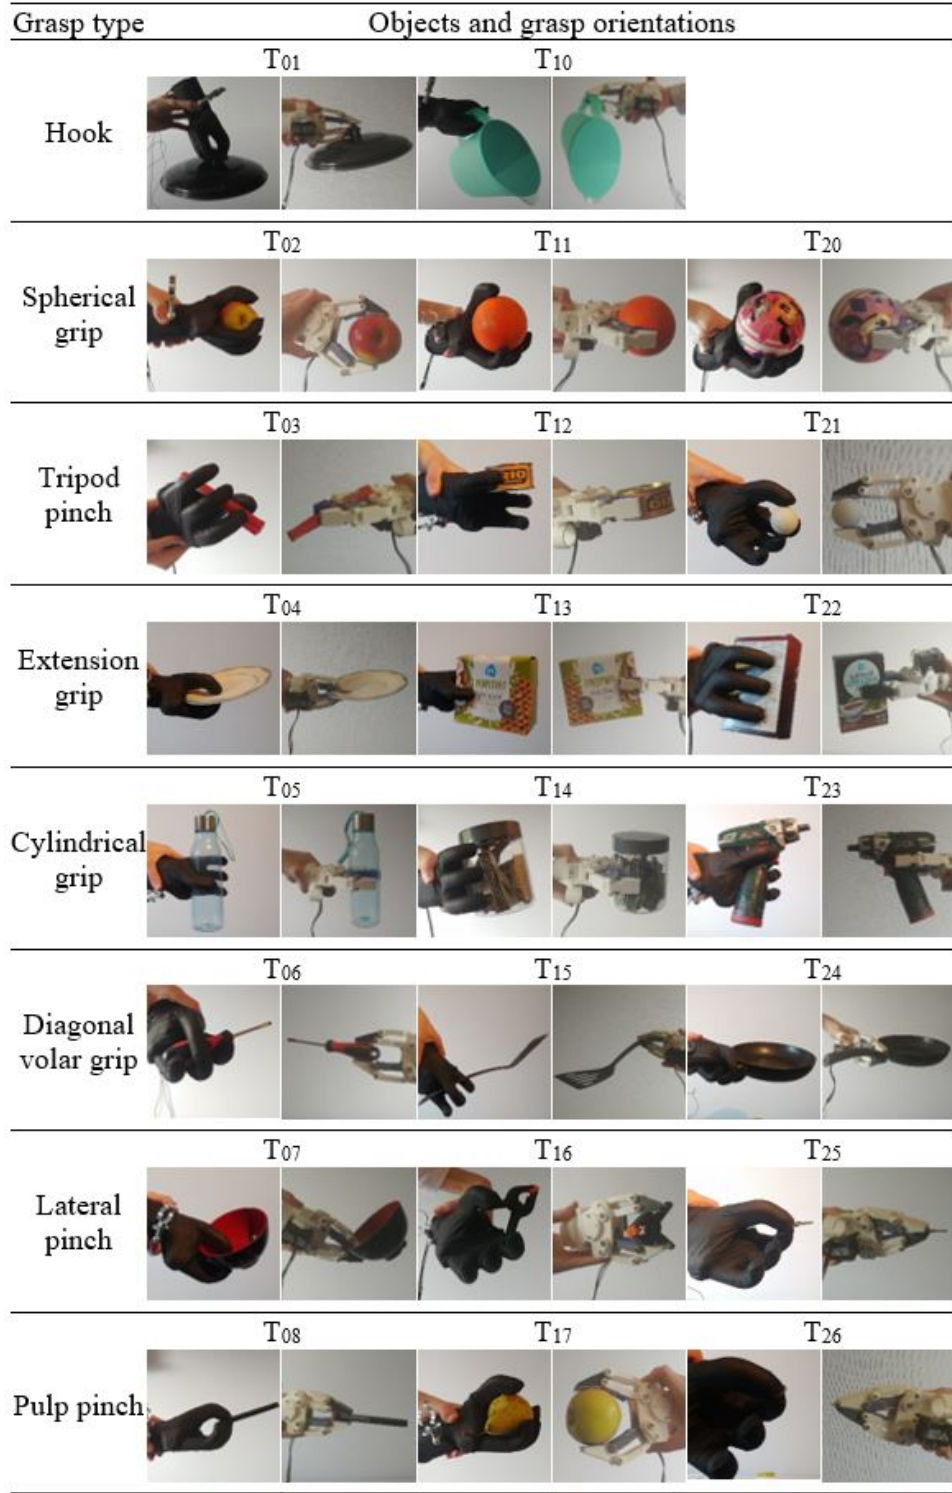 Grasp type Objects and grasp orientations
T01 T10
Hook
T02 T11 T20
Spherical
grip
T03 T12 T21
Tripod
pinch
RIO
T04 T13 T22
Extension
grip
T05 T14 T23
Cylindrical
grip
T06 T15 T24
Diagonal
volar grip
T07 T16 T25
Lateral
pinch
T08 T17 T26
Pulp pinch